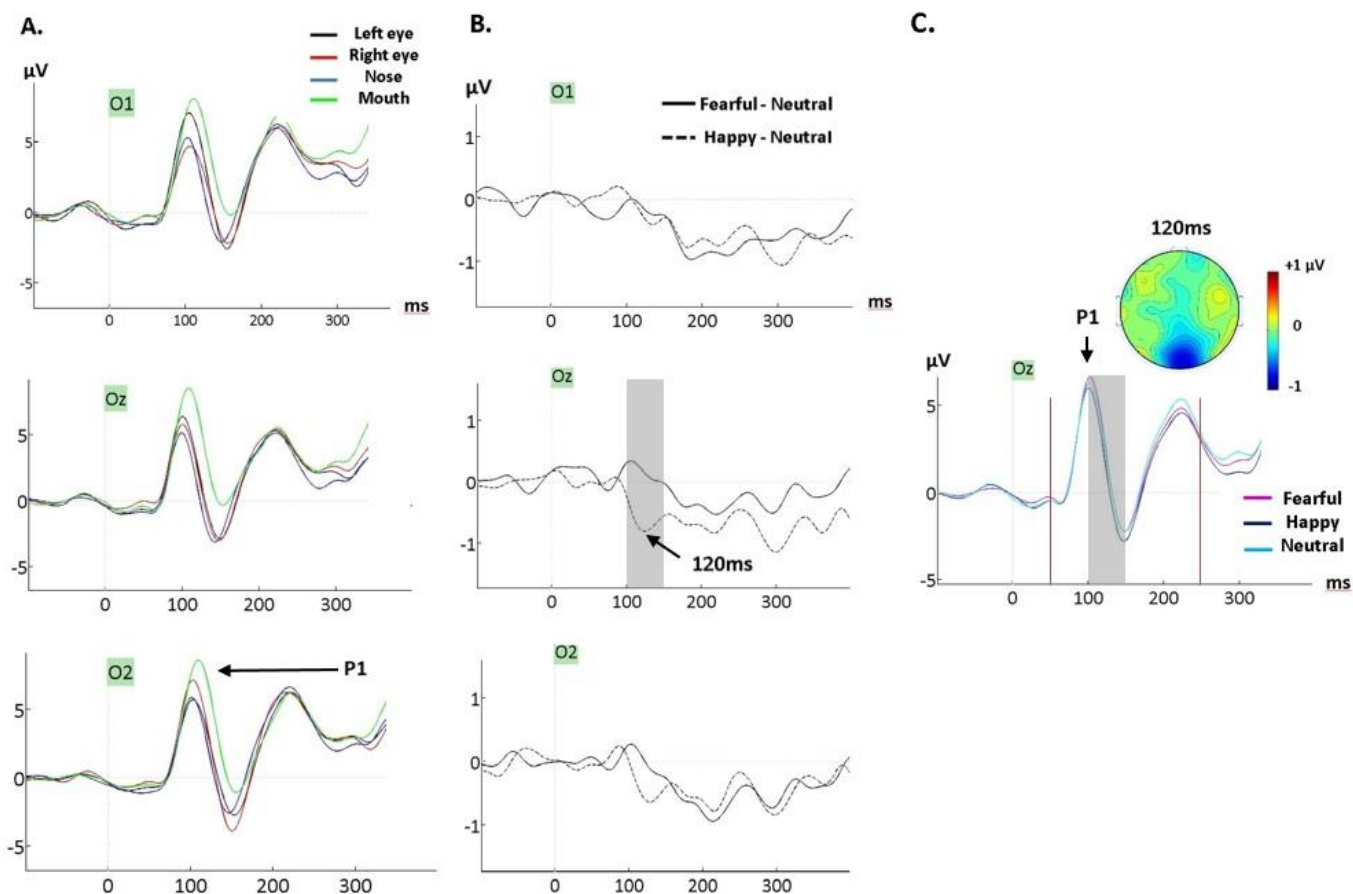 A.
Left eye
Right eye
Nose
Mouth
µV
O1
5
0
-5
0 100 200 300
ms
Oz
5
0
-5
0 100 200 300
O2
P1
5
0
-5
0 100 200 300
B.
µV
O1
Fearful - Neutral
Happy - Neutral
1
0
-1
0 100 200 300
ms
Oz
1
0
-1
120ms
0 100 200 300
O2
1
0
-1
0 100 200 300
C.
120ms
+1 µV
0
-1
P1
µV
Oz
5
0
-5
Fearful
Happy
Neutral
0 100 200 300
ms